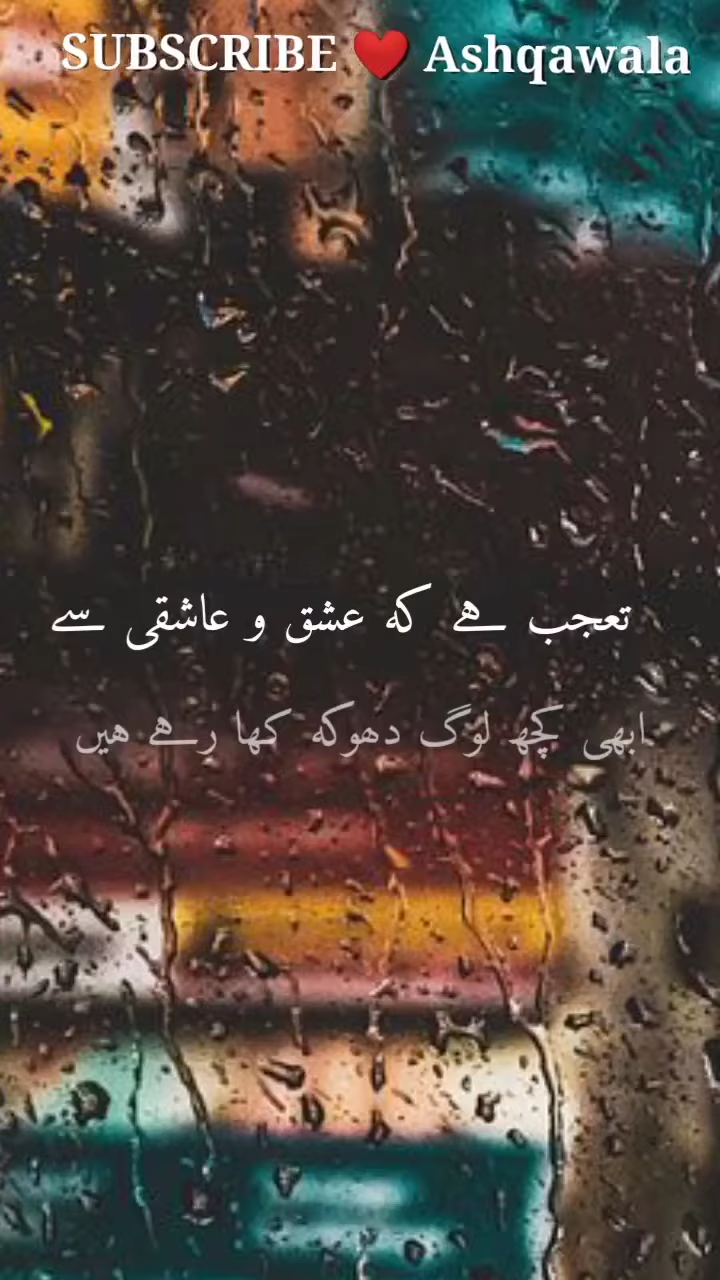 SUBSCRIBE ❤️ Ashqawala
تعجب ہے کہ عشق و عاشقی سے
ابھی کچھ لوگ دھوکہ کھا رہے ہیں